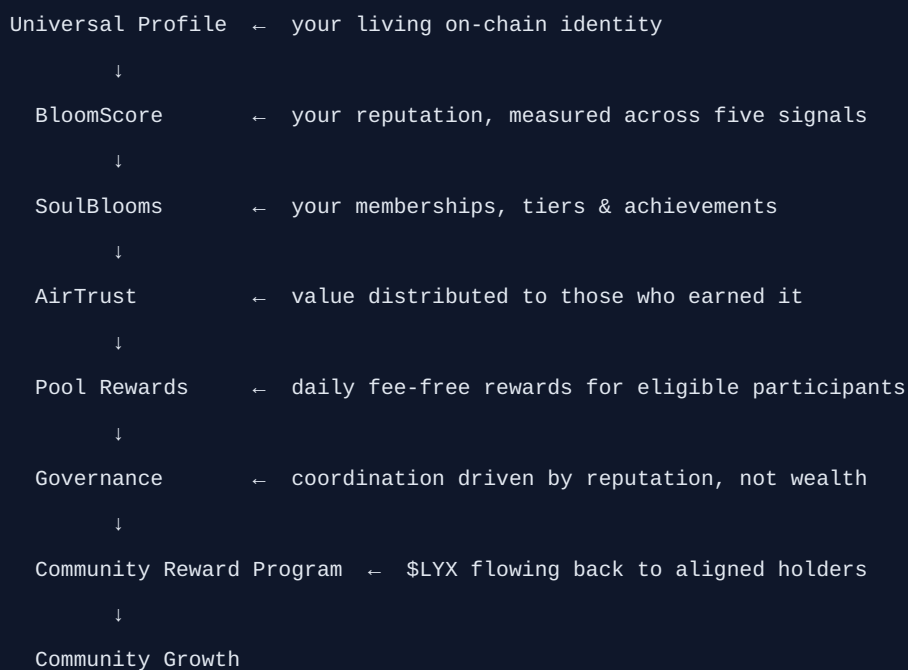 Universal Profile ← your living on-chain identity
↓
BloomScore ← your reputation, measured across five signals
↓
SoulBlooms ← your memberships, tiers & achievements
↓
AirTrust ← value distributed to those who earned it
↓
Pool Rewards ← daily fee-free rewards for eligible participants
↓
Governance ← coordination driven by reputation, not wealth
↓
Community Reward Program ← $LYX flowing back to aligned holders
↓
Community Growth